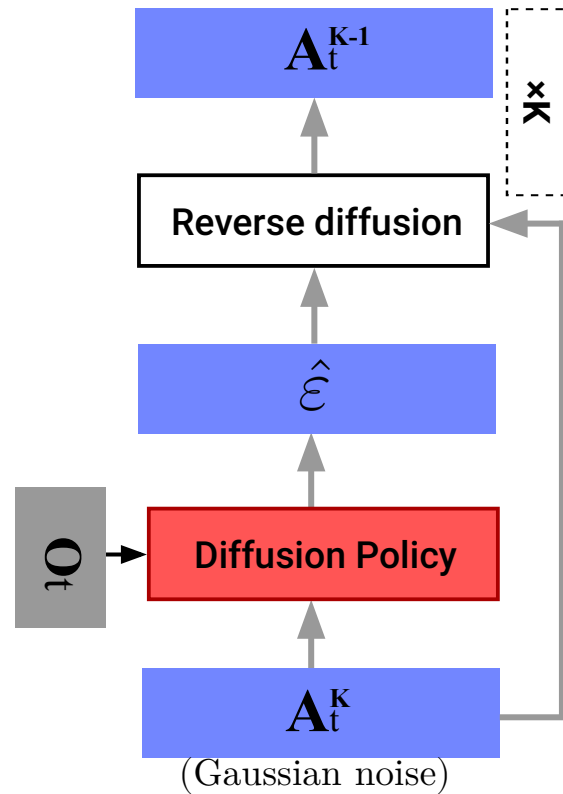 A_t^{K-1}
×K
Reverse diffusion
ε̂
O_t
Diffusion Policy
A_t^K
(Gaussian noise)